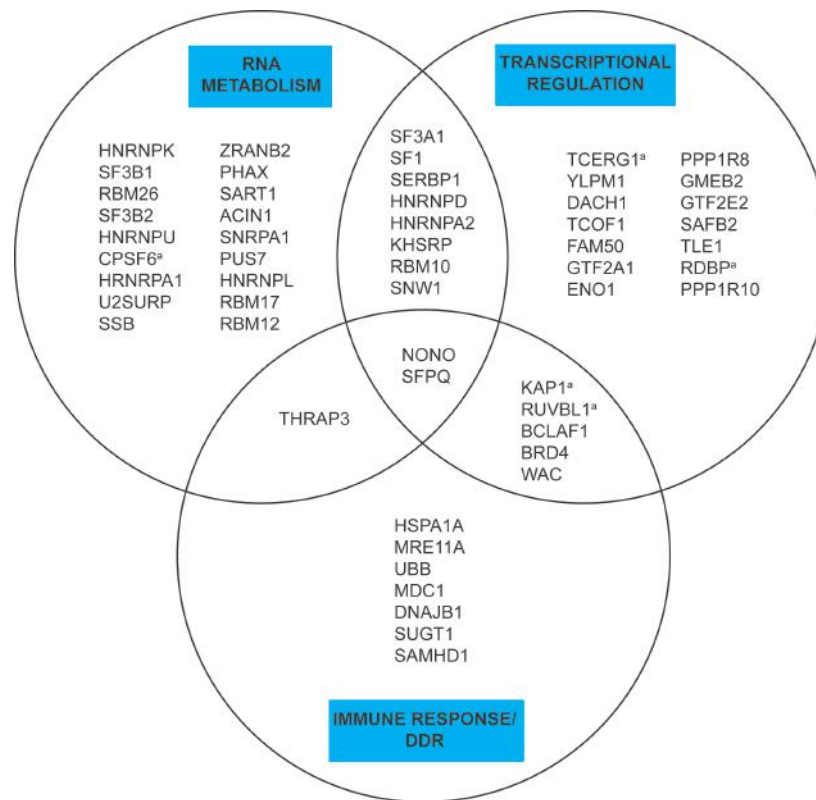 RNA
METABOLISM
TRANSCRIPTIONAL
REGULATION
HNRNPK
SF3B1
RBM26
SF3B2
HNRNPU
CPSF6ᵃ
HRNRPA1
U2SURP
SSB
ZRANB2
PHAX
SART1
ACIN1
SNRPA1
PUS7
HNRNPL
RBM17
RBM12
SF3A1
SF1
SERBP1
HNRNPD
HNRNPA2
KHSRP
RBM10
SNW1
TCERG1ᵃ
YLPM1
DACH1
TCOF1
FAM50
GTF2A1
ENO1
PPP1R8
GMEB2
GTF2E2
SAFB2
TLE1
RDBPᵃ
PPP1R10
NONO
SFPQ
THRAP3
KAP1ᵃ
RUVBL1ᵃ
BCLAF1
BRD4
WAC
HSPA1A
MRE11A
UBB
MDC1
DNAJB1
SUGT1
SAMHD1
IMMUNE RESPONSE/
DDR